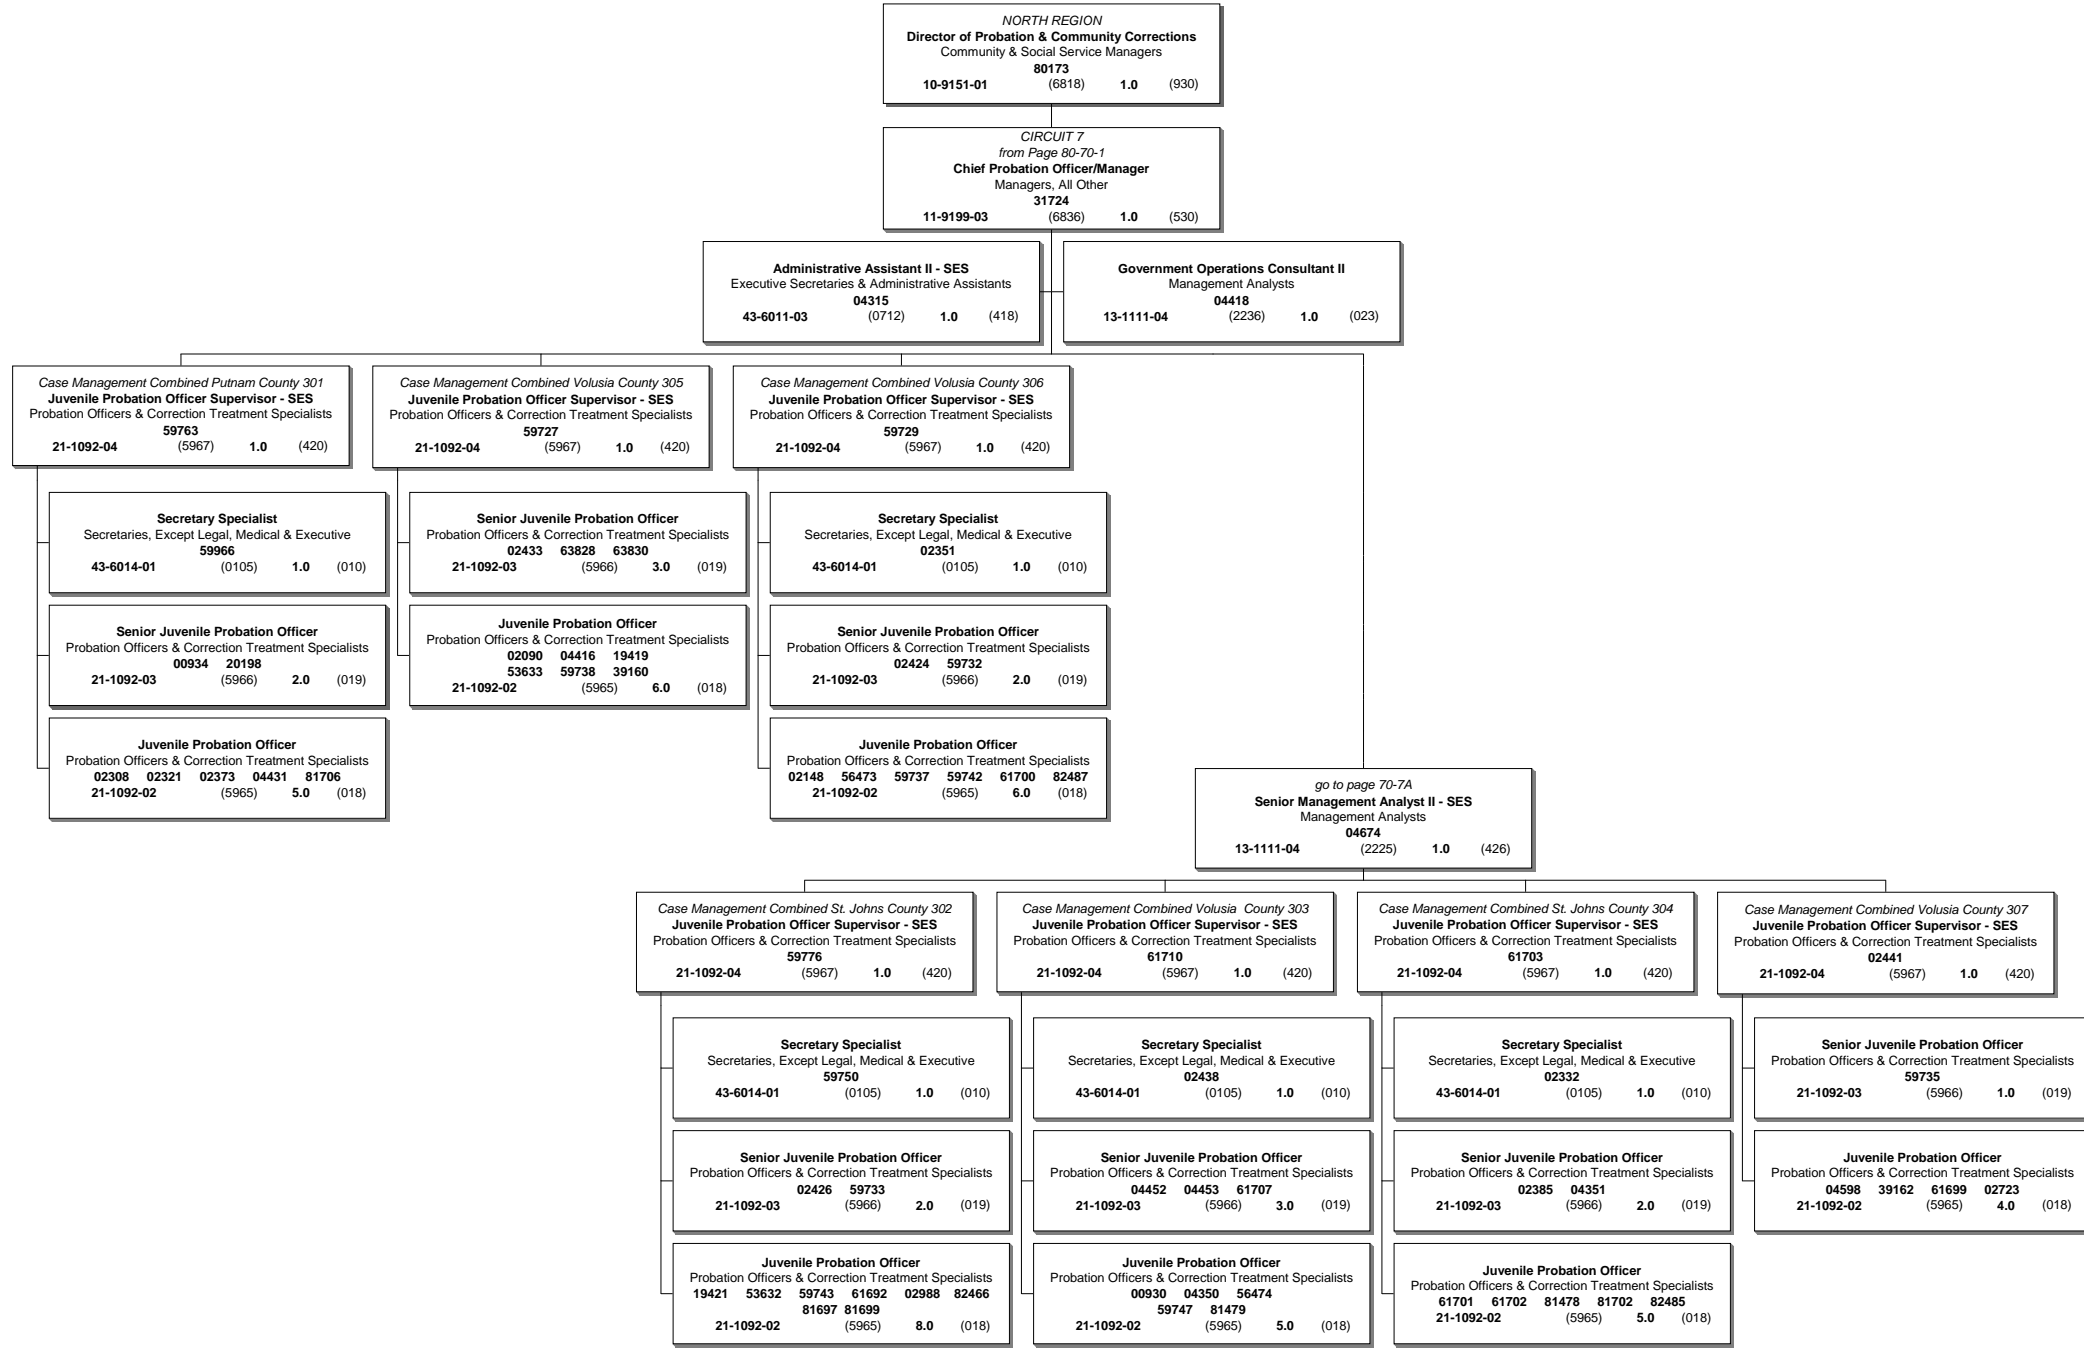 NORTH REGION
Director of Probation & Community Corrections
Community & Social Service Managers
80173
10-9151-01 (6818) 1.0 (930)
CIRCUIT 7
from Page 80-70-1
Chief Probation Officer/Manager
Managers, All Other
31724
11-9199-03 (6836) 1.0 (530)
Administrative Assistant II - SES
Executive Secretaries & Administrative Assistants
04315
43-6011-03 (0712) 1.0 (418)
Government Operations Consultant II
Management Analysts
04418
13-1111-04 (2236) 1.0 (023)
Case Management Combined Putnam County 301
Juvenile Probation Officer Supervisor - SES
Probation Officers & Correction Treatment Specialists
59763
21-1092-04 (5967) 1.0 (420)
Secretary Specialist
Secretaries, Except Legal, Medical & Executive
59966
43-6014-01 (0105) 1.0 (010)
Senior Juvenile Probation Officer
Probation Officers & Correction Treatment Specialists
00934 20198
21-1092-03 (5966) 2.0 (019)
Juvenile Probation Officer
Probation Officers & Correction Treatment Specialists
02308 02321 02373 04431 81706
21-1092-02 (5965) 5.0 (018)
Case Management Combined Volusia County 305
Juvenile Probation Officer Supervisor - SES
Probation Officers & Correction Treatment Specialists
59727
21-1092-04 (5967) 1.0 (420)
Senior Juvenile Probation Officer
Probation Officers & Correction Treatment Specialists
02433 63828 63830
21-1092-03 (5966) 3.0 (019)
Juvenile Probation Officer
Probation Officers & Correction Treatment Specialists
02090 04416 19419
53633 59738 39160
21-1092-02 (5965) 6.0 (018)
Case Management Combined Volusia County 306
Juvenile Probation Officer Supervisor - SES
Probation Officers & Correction Treatment Specialists
59729
21-1092-04 (5967) 1.0 (420)
Secretary Specialist
Secretaries, Except Legal, Medical & Executive
02351
43-6014-01 (0105) 1.0 (010)
Senior Juvenile Probation Officer
Probation Officers & Correction Treatment Specialists
02424 59732
21-1092-03 (5966) 2.0 (019)
Juvenile Probation Officer
Probation Officers & Correction Treatment Specialists
02148 56473 59737 59742 61700 82487
21-1092-02 (5965) 6.0 (018)
go to page 70-7A
Senior Management Analyst II - SES
Management Analysts
04674
13-1111-04 (2225) 1.0 (426)
Case Management Combined St. Johns County 302
Juvenile Probation Officer Supervisor - SES
Probation Officers & Correction Treatment Specialists
59776
21-1092-04 (5967) 1.0 (420)
Secretary Specialist
Secretaries, Except Legal, Medical & Executive
59750
43-6014-01 (0105) 1.0 (010)
Senior Juvenile Probation Officer
Probation Officers & Correction Treatment Specialists
02426 59733
21-1092-03 (5966) 2.0 (019)
Juvenile Probation Officer
Probation Officers & Correction Treatment Specialists
19421 53632 59743 61692 02988 82466
81697 81699
21-1092-02 (5965) 8.0 (018)
Case Management Combined Volusia County 303
Juvenile Probation Officer Supervisor - SES
Probation Officers & Correction Treatment Specialists
61710
21-1092-04 (5967) 1.0 (420)
Secretary Specialist
Secretaries, Except Legal, Medical & Executive
02438
43-6014-01 (0105) 1.0 (010)
Senior Juvenile Probation Officer
Probation Officers & Correction Treatment Specialists
04452 04453 61707
21-1092-03 (5966) 3.0 (019)
Juvenile Probation Officer
Probation Officers & Correction Treatment Specialists
00930 04350 56474
59747 81479
21-1092-02 (5965) 5.0 (018)
Case Management Combined St. Johns County 304
Juvenile Probation Officer Supervisor - SES
Probation Officers & Correction Treatment Specialists
61703
21-1092-04 (5967) 1.0 (420)
Secretary Specialist
Secretaries, Except Legal, Medical & Executive
02332
43-6014-01 (0105) 1.0 (010)
Senior Juvenile Probation Officer
Probation Officers & Correction Treatment Specialists
02385 04351
21-1092-03 (5966) 2.0 (019)
Juvenile Probation Officer
Probation Officers & Correction Treatment Specialists
61701 61702 81478 81702 82485
21-1092-02 (5965) 5.0 (018)
Case Management Combined Volusia County 307
Juvenile Probation Officer Supervisor - SES
Probation Officers & Correction Treatment Specialists
02441
21-1092-04 (5967) 1.0 (420)
Senior Juvenile Probation Officer
Probation Officers & Correction Treatment Specialists
59735
21-1092-03 (5966) 1.0 (019)
Juvenile Probation Officer
Probation Officers & Correction Treatment Specialists
04598 39162 61699 02723
21-1092-02 (5965) 4.0 (018)